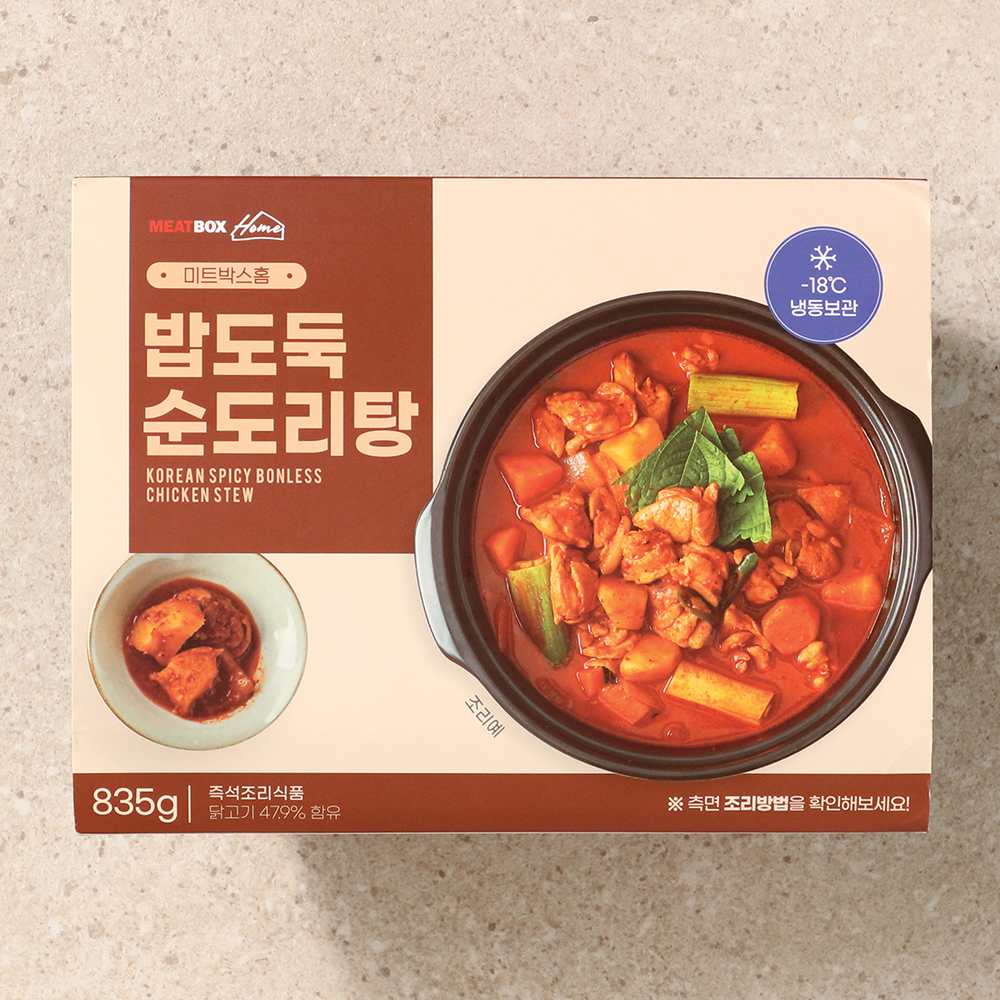 MEATBOX Home
미트박스홈
밥도둑
순도리탕
KOREAN SPICY BONLESS
CHICKEN STEW
-18℃
냉동보관
조리예
835g
즉석조리식품
닭고기 47.9% 함유
※ 측면 조리방법을 확인해보세요!